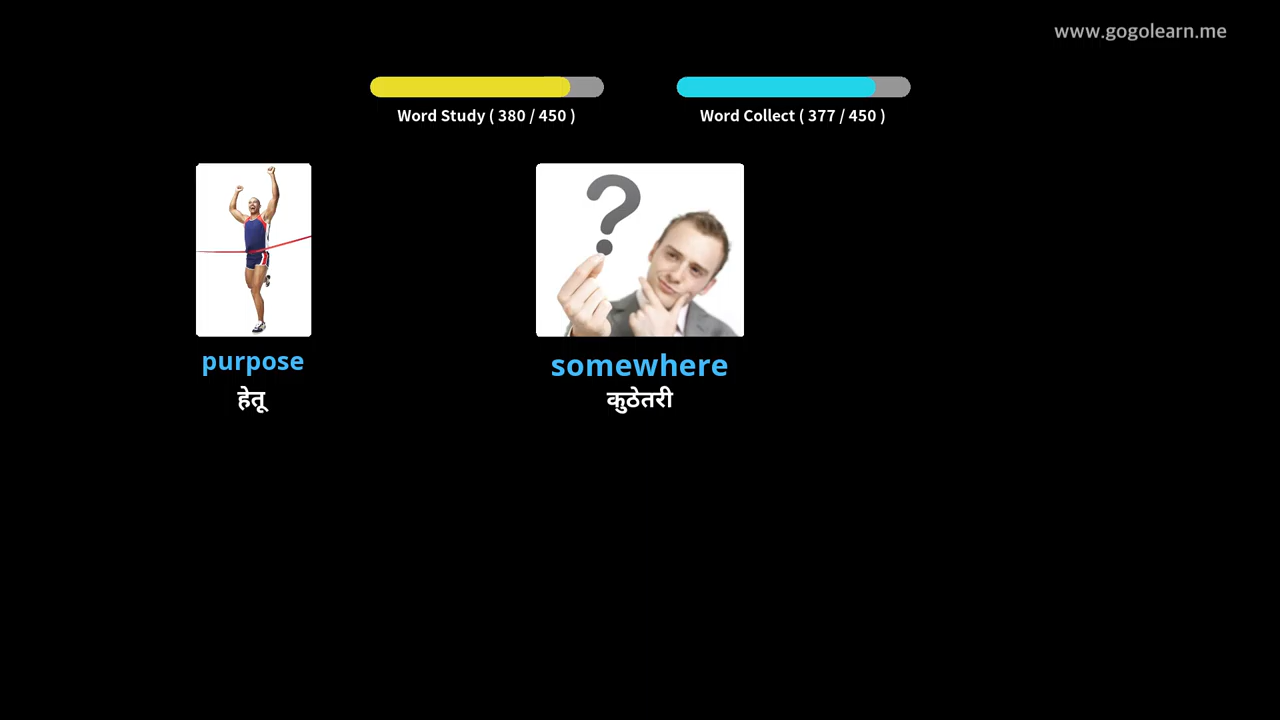 www.gogolearn.me
Word Study ( 380 / 450 )
Word Collect ( 377 / 450 )
purpose
हेतू
somewhere
कुठेतरी